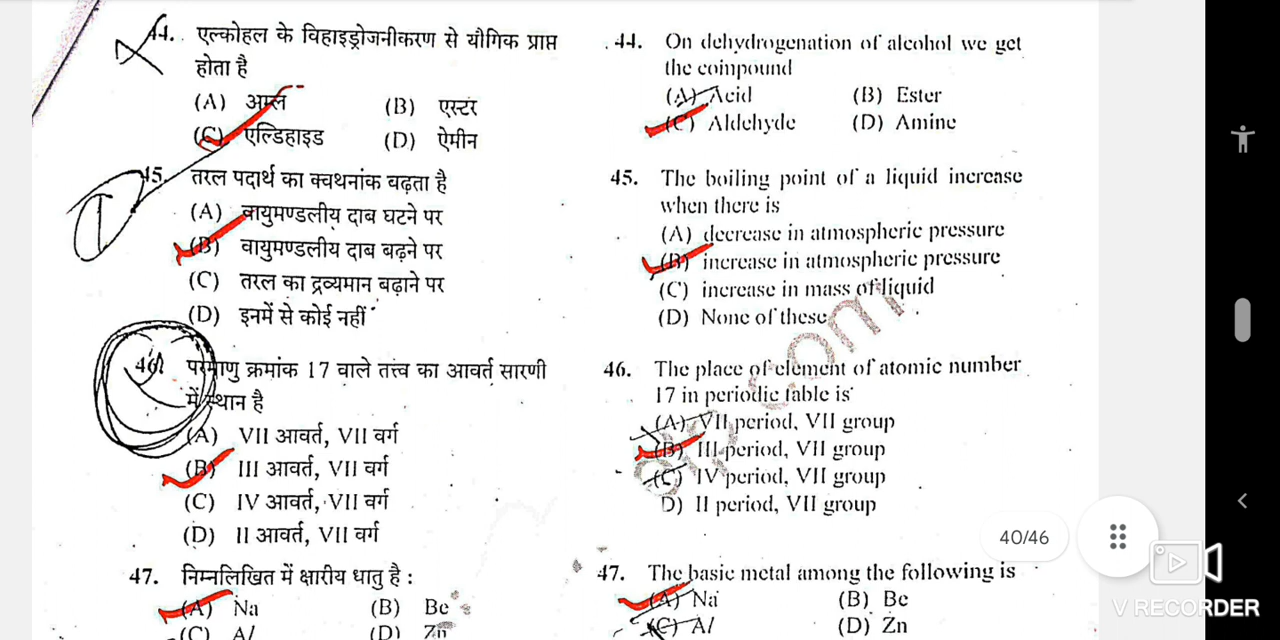 44. एल्कोहल के विहाइड्रोजनीकरण से यौगिक प्राप्त
होता है
(A) अम्ल (B) एस्टर
(C) एल्डिहाइड (D) ऐमीन
45. तरल पदार्थ का क्वथनांक बढ़ता है
(A) वायुमण्डलीय दाब घटने पर
(B) वायुमण्डलीय दाब बढ़ने पर
(C) तरल का द्रव्यमान बढ़ाने पर
(D) इनमें से कोई नहीं
46. परमाणु क्रमांक 17 वाले तत्त्व का आवर्त सारणी
में स्थान है
(A) VII आवर्त, VII वर्ग
(B) III आवर्त, VII वर्ग
(C) IV आवर्त, VII वर्ग
(D) II आवर्त, VII वर्ग
47. निम्नलिखित में क्षारीय धातु है :
(A) Na (B) Be
(C) Al (D) Zn
44. On dehydrogenation of alcohol we get
the compound
(A) Acid (B) Ester
(C) Aldehyde (D) Amine
45. The boiling point of a liquid increase
when there is
(A) decrease in atmospheric pressure
(B) increase in atmospheric pressure
(C) increase in mass of liquid
(D) None of these
46. The place of element of atomic number
17 in periodic table is
(A) VII period, VII group
(B) III period, VII group
(C) IV period, VII group
D) II period, VII group
47. The basic metal among the following is
(A) Na (B) Be
(C) Al (D) Zn
.com
40/46
V RECORDER